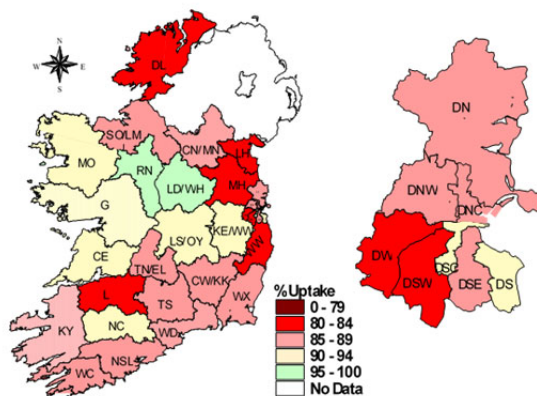 N
W
E
S
DL
SO/LM
CN/MN
LH
MO
RN
LD/WH
MH
G
LS/OY
KE/WW
WW
CE
TN/EL
CW/KK
L
TS
WX
KY
NC
WD
WC
DN
DNW
DNC
DW
DSW
DSC
DSE
DS
%Uptake
0 - 79
80 - 84
85 - 89
90 - 94
95 - 100
No Data